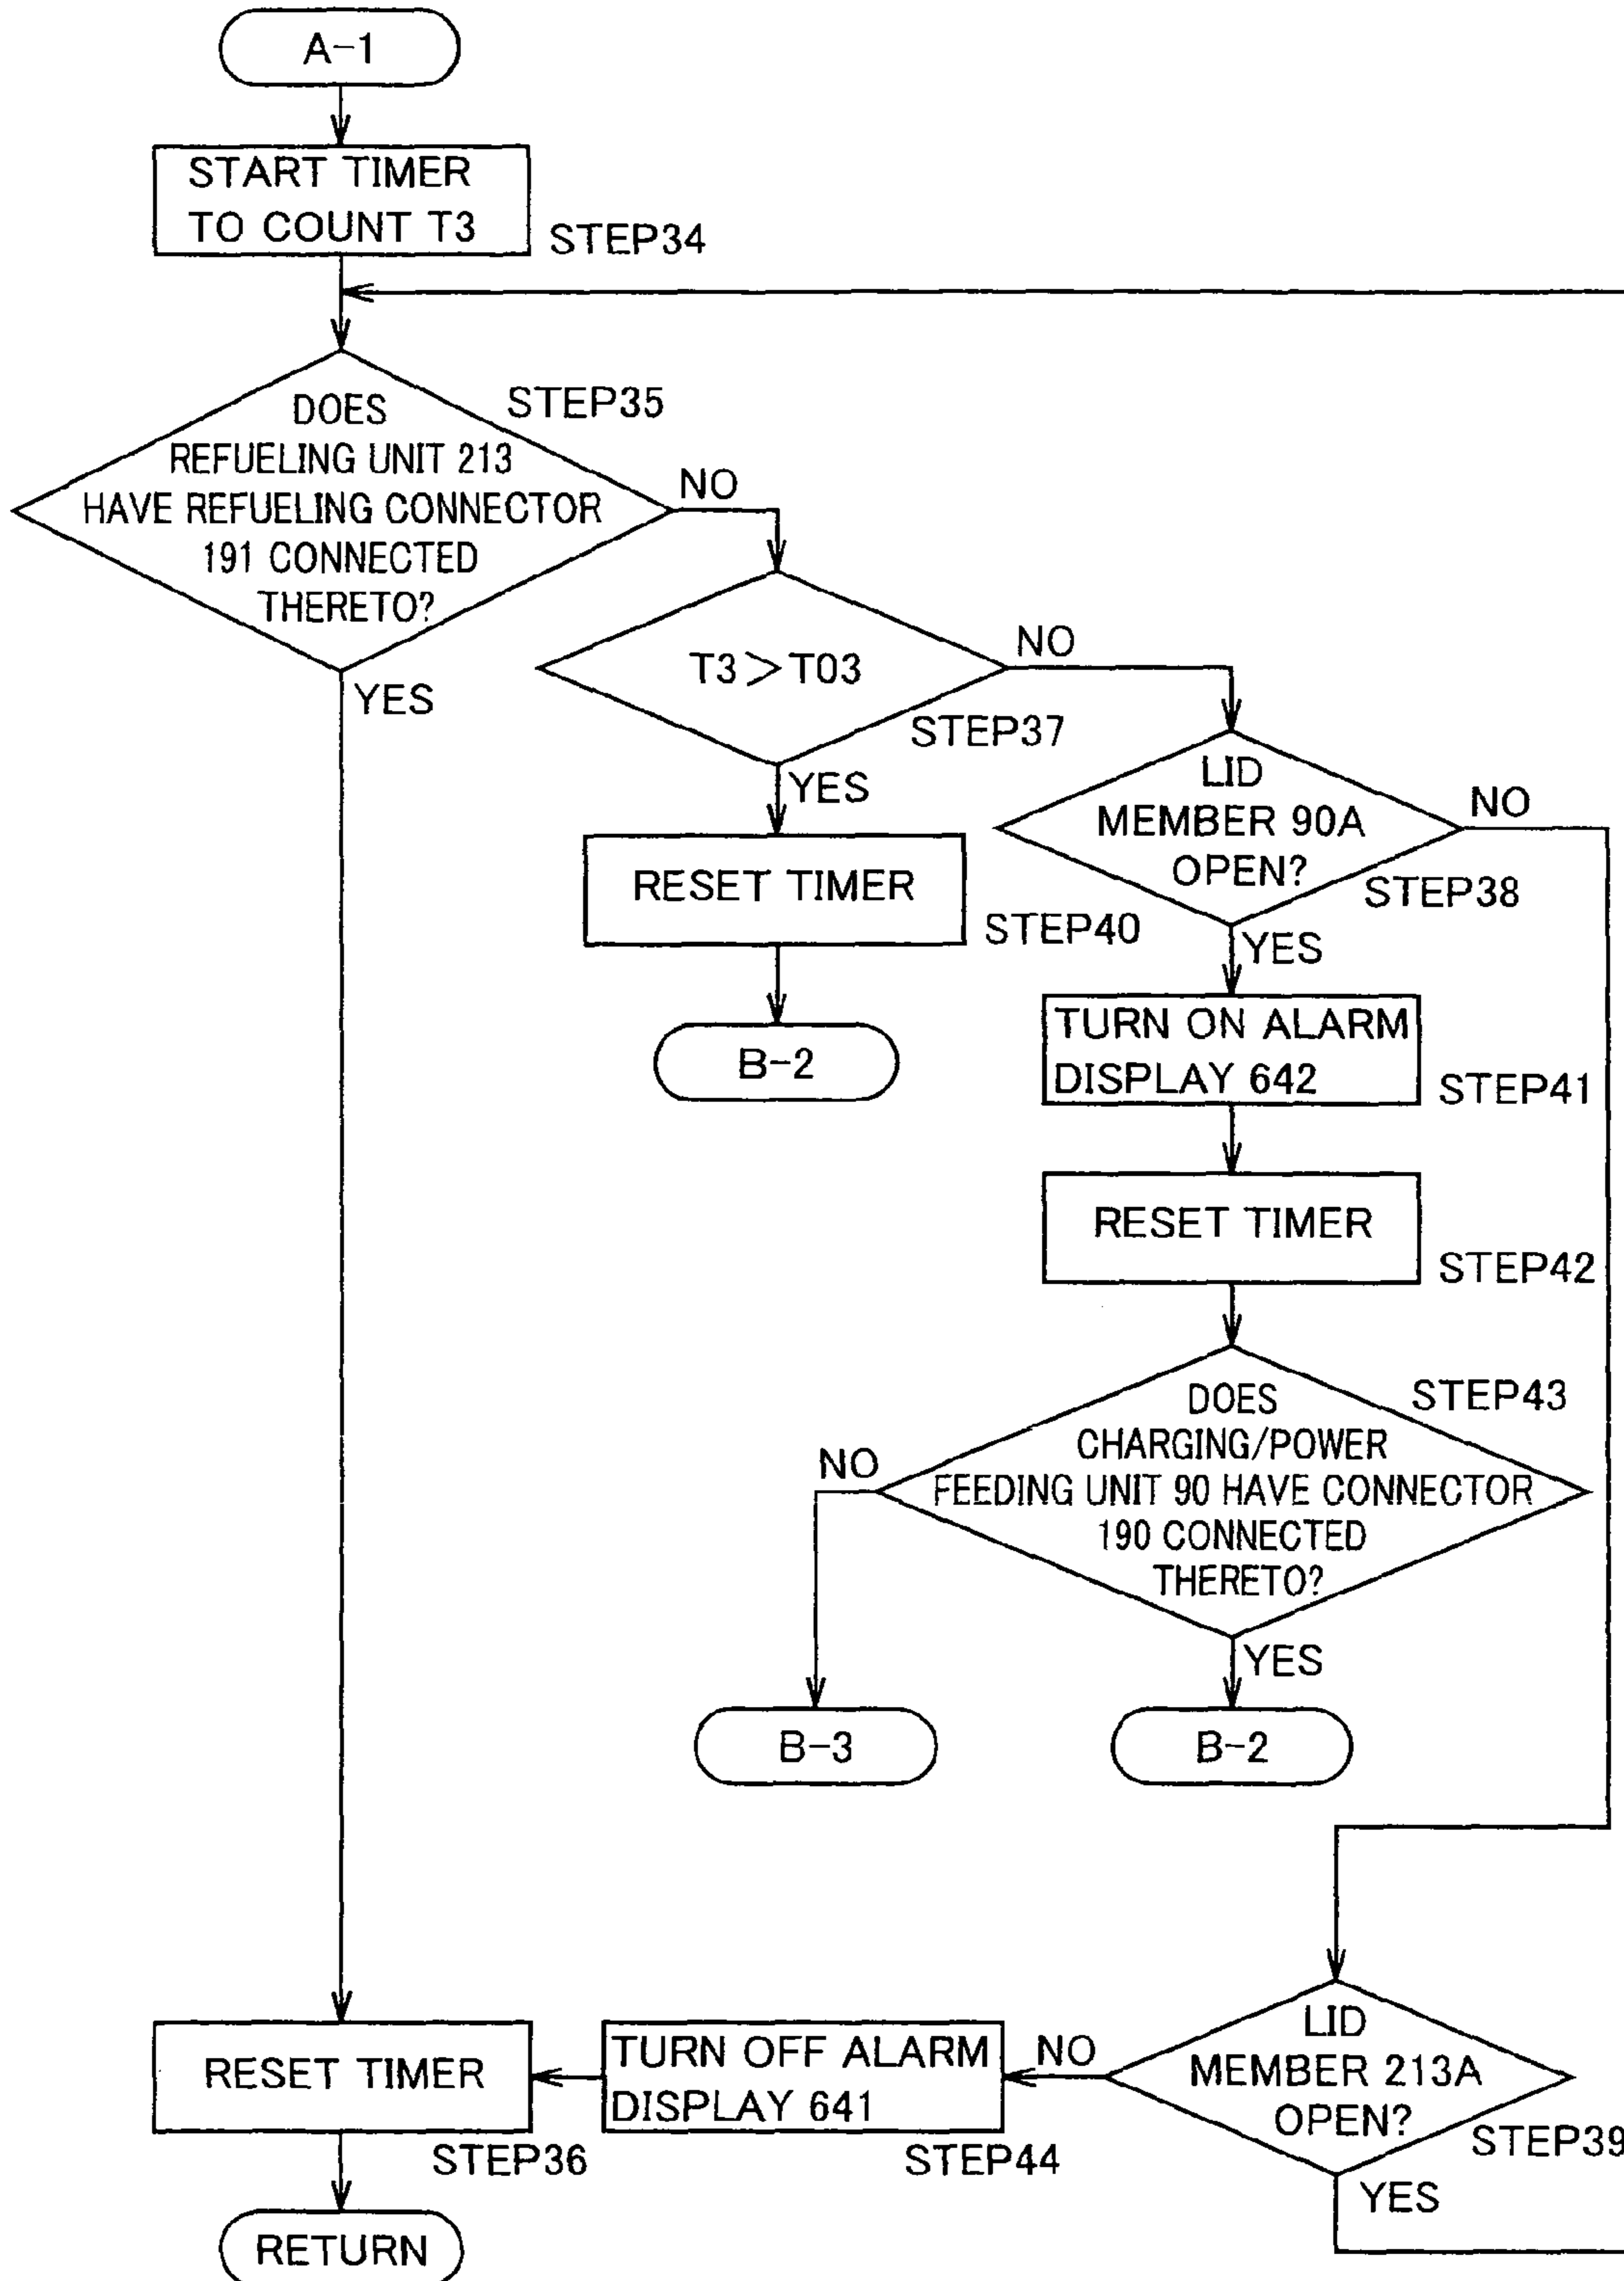 A-1
START TIMER
TO COUNT T3
STEP34
DOES
REFUELING UNIT 213
HAVE REFUELING CONNECTOR
191 CONNECTED
THERETO?
STEP35
NO
YES
T3>T03
NO
STEP37
YES
RESET TIMER
STEP40
B-2
LID
MEMBER 90A
OPEN?
NO
STEP38
YES
TURN ON ALARM
DISPLAY 642
STEP41
RESET TIMER
STEP42
DOES
CHARGING/POWER
FEEDING UNIT 90 HAVE CONNECTOR
190 CONNECTED
THERETO?
STEP43
NO
YES
B-3
B-2
LID
MEMBER 213A
OPEN?
NO
STEP39
YES
TURN OFF ALARM
DISPLAY 641
STEP44
RESET TIMER
STEP36
RETURN